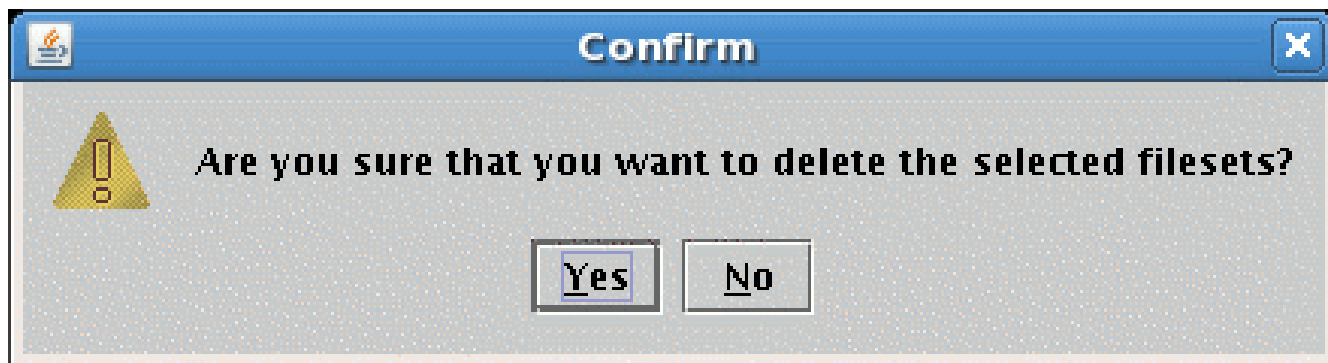 Confirm
Are you sure that you want to delete the selected filesets?
Yes No